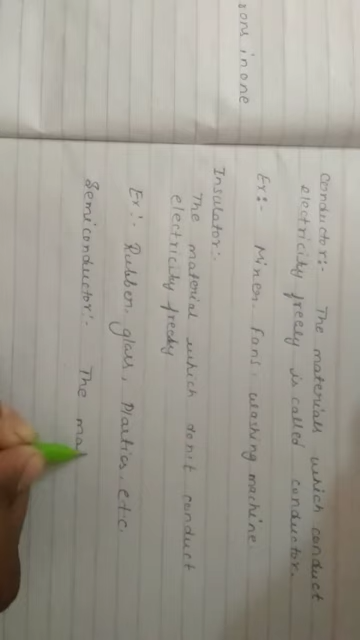 sons in one
Conductor:- The materials which conduct
electricity freely is called conductor.
Ex:- Mixer. fans, washing machine.
Insulator:-
The material which don't conduct
electricity freely
Ex:- Rubber, glass, Plastics, etc.
Semiconductor:- The ma